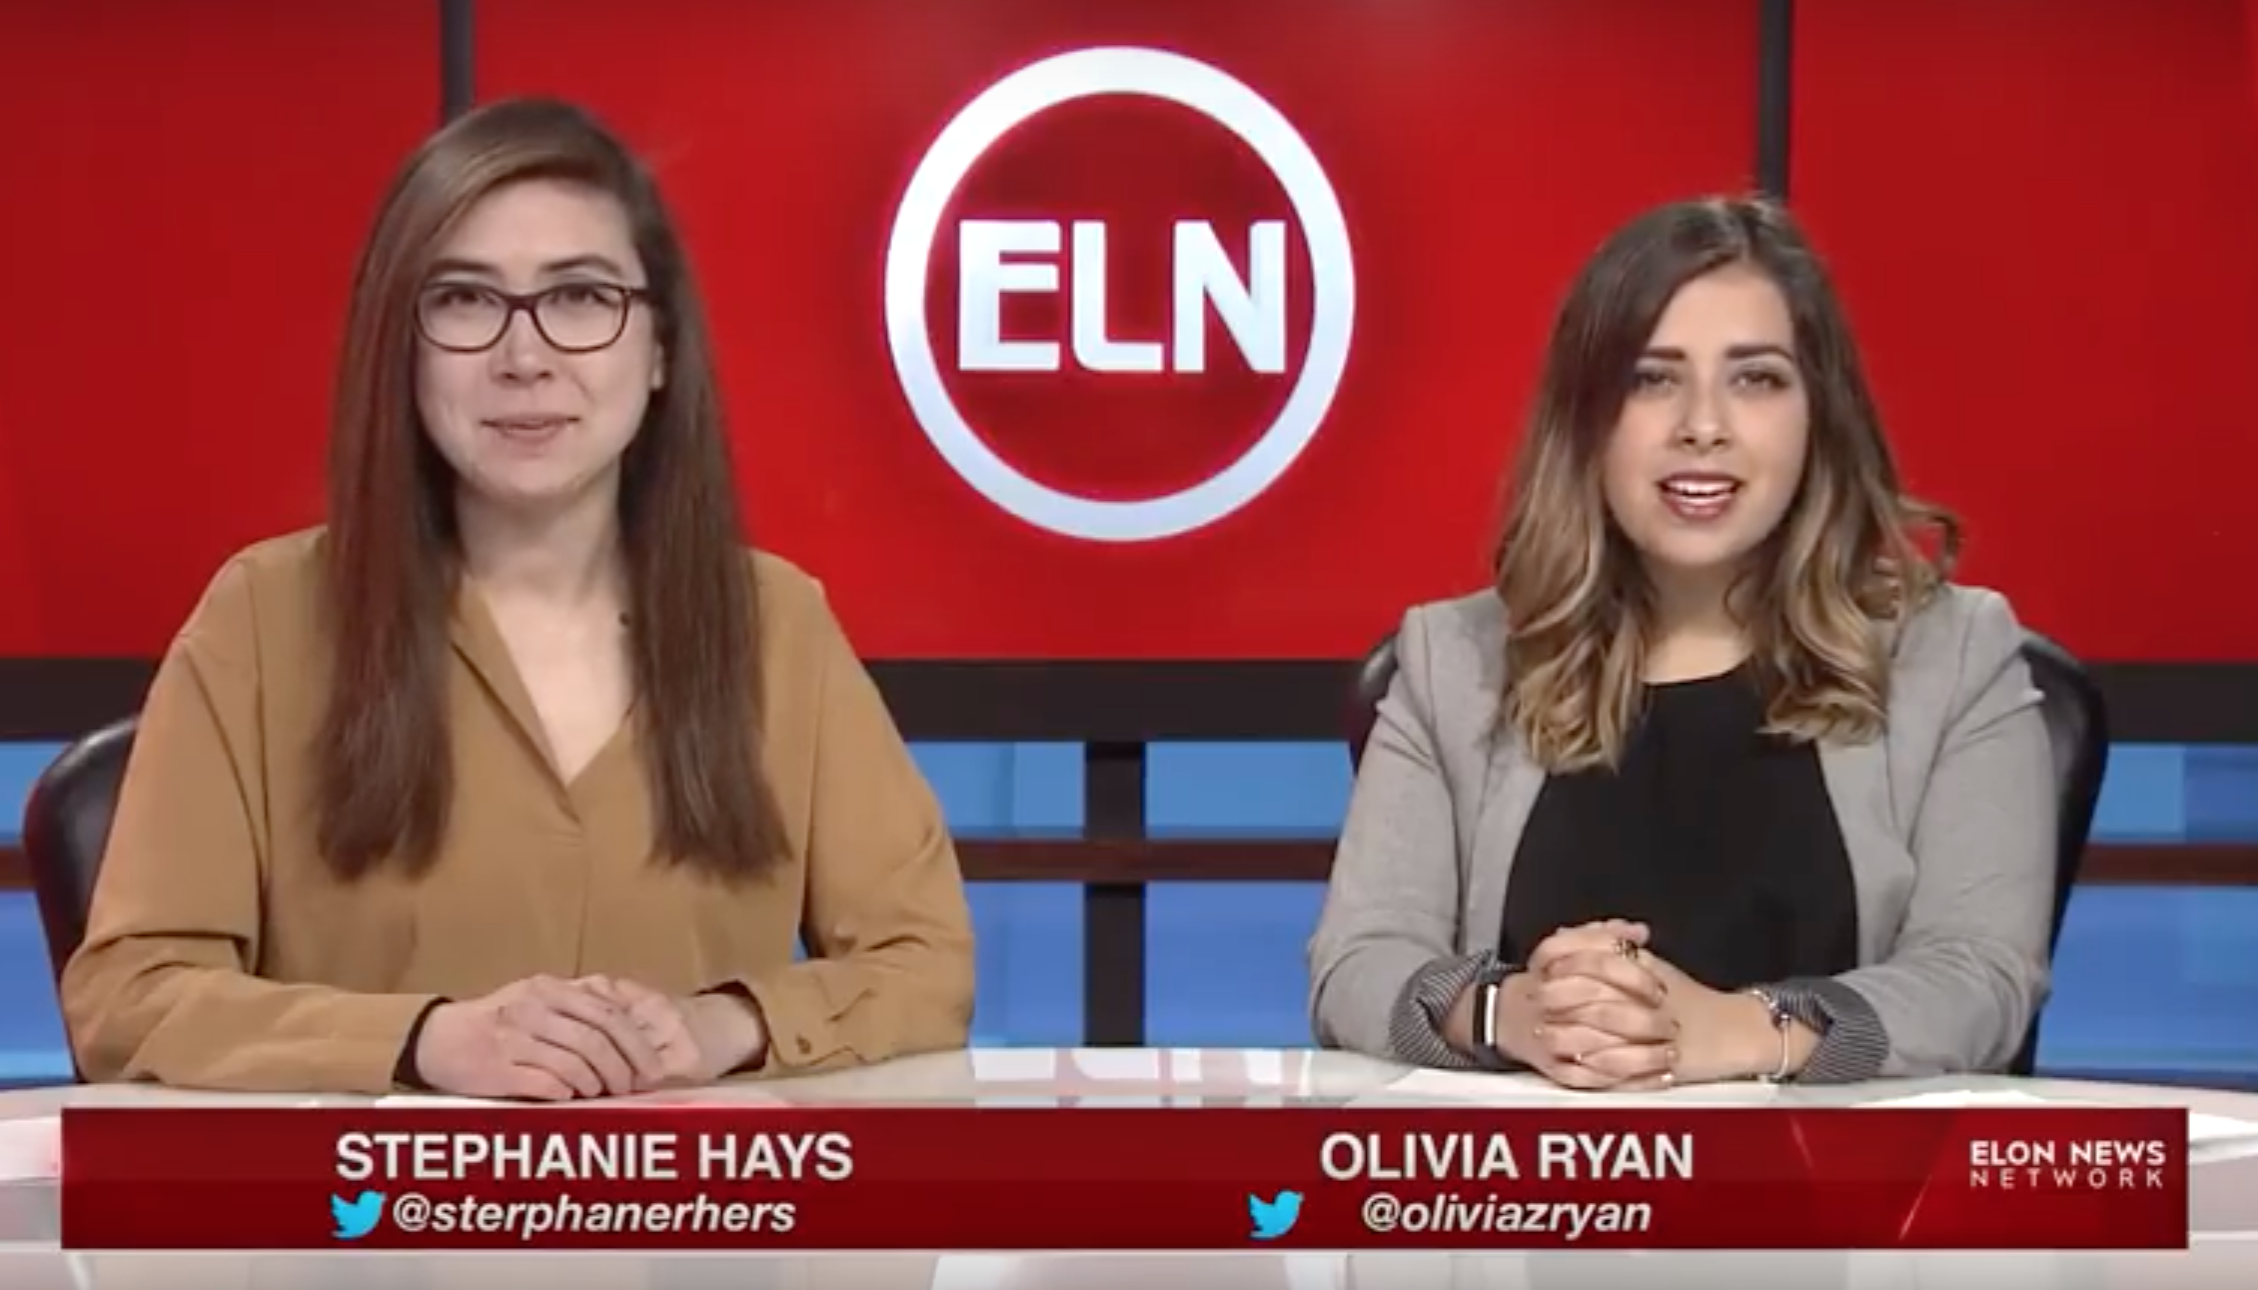 ELN
STEPHANIE HAYS
@sterphanerhers
OLIVIA RYAN
@oliviazryan
ELON NEWS
NETWORK